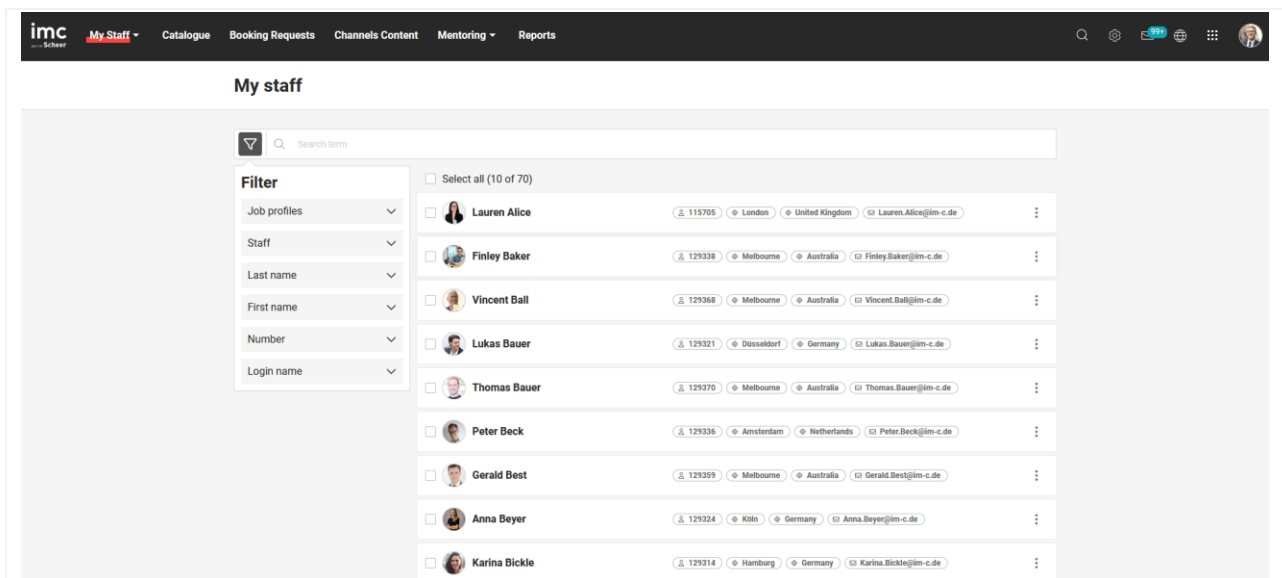 imc
part of Scheer
My Staff
Catalogue
Booking Requests
Channels Content
Mentoring
Reports
99+
My staff
Search term
Filter
Job profiles
Staff
Last name
First name
Number
Login name
Select all (10 of 70)
Lauren Alice 115705 London United Kingdom Lauren.Alice@im-c.de
Finley Baker 129338 Melbourne Australia Finley.Baker@im-c.de
Vincent Ball 129368 Melbourne Australia Vincent.Ball@im-c.de
Lukas Bauer 129321 Düsseldorf Germany Lukas.Bauer@im-c.de
Thomas Bauer 129370 Melbourne Australia Thomas.Bauer@im-c.de
Peter Beck 129336 Amsterdam Netherlands Peter.Beck@im-c.de
Gerald Best 129359 Melbourne Australia Gerald.Best@im-c.de
Anna Beyer 129324 Köln Germany Anna.Beyer@im-c.de
Karina Bickle 129314 Hamburg Germany Karina.Bickle@im-c.de